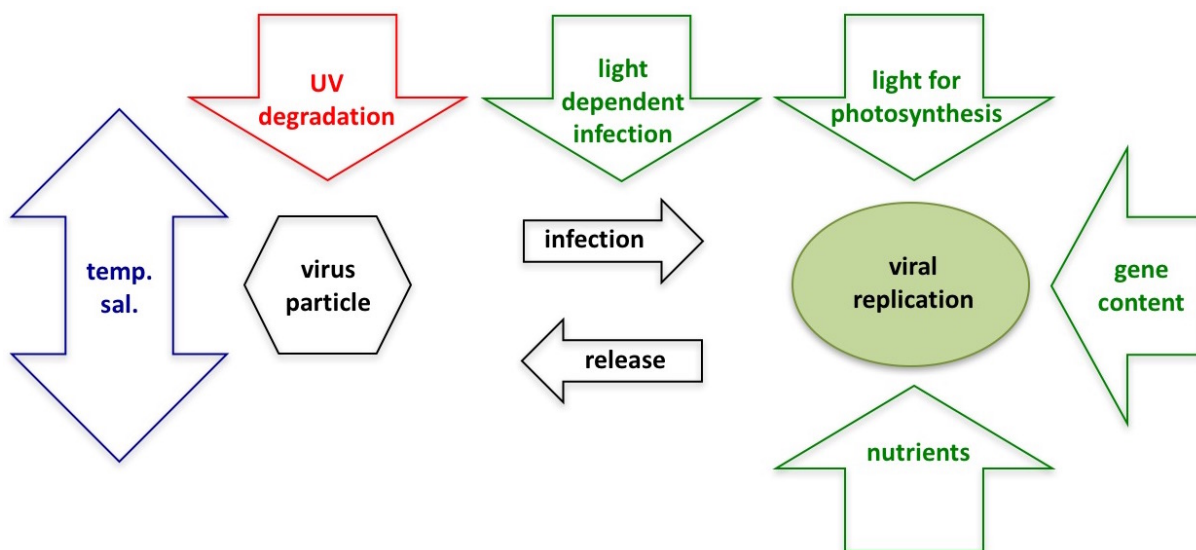 UV
degradation
light
dependent
infection
light for
photosynthesis
temp.
sal.
virus
particle
infection
release
viral
replication
gene
content
nutrients